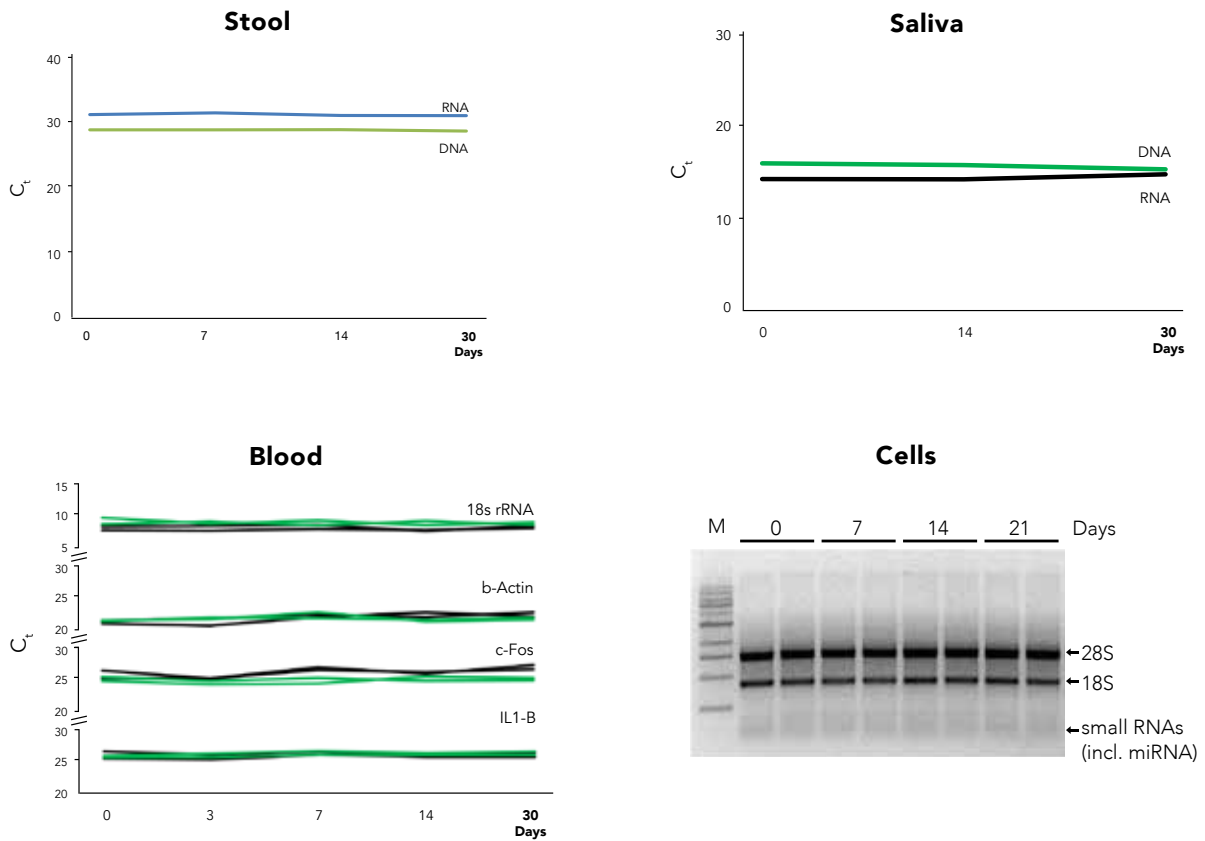 Stool
40
30
20
10
0
Ct
RNA
DNA
0 7 14 30
Days
Saliva
30
20
10
0
Ct
DNA
RNA
0 14 30
Days
Blood
15
10
5
30
25
20
30
25
20
30
25
20
Ct
18s rRNA
b-Actin
c-Fos
IL1-B
0 3 7 14 30
Days
Cells
M 0 7 14 21 Days
28S
18S
small RNAs
(incl. miRNA)